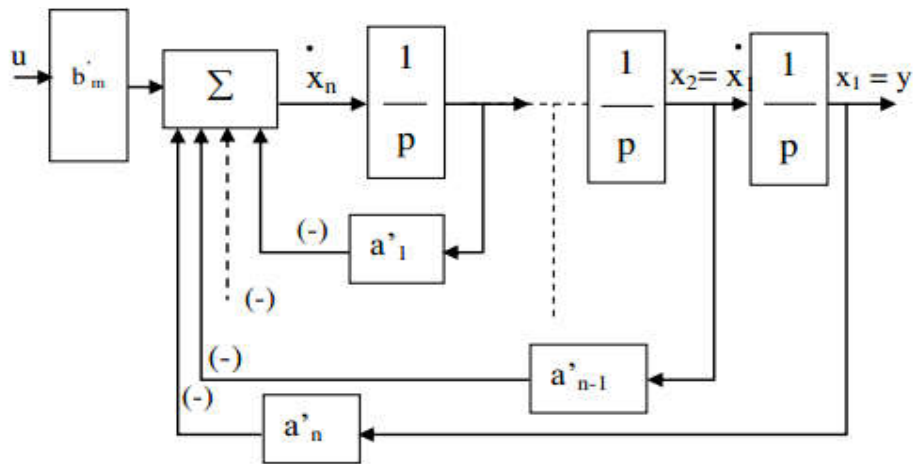 u
b'm
Σ
ẋn
1
p
1
p
x2= ẋ1
1
p
x1 = y
(-)
a’1
(-)
(-)
a’n-1
(-)
a’n